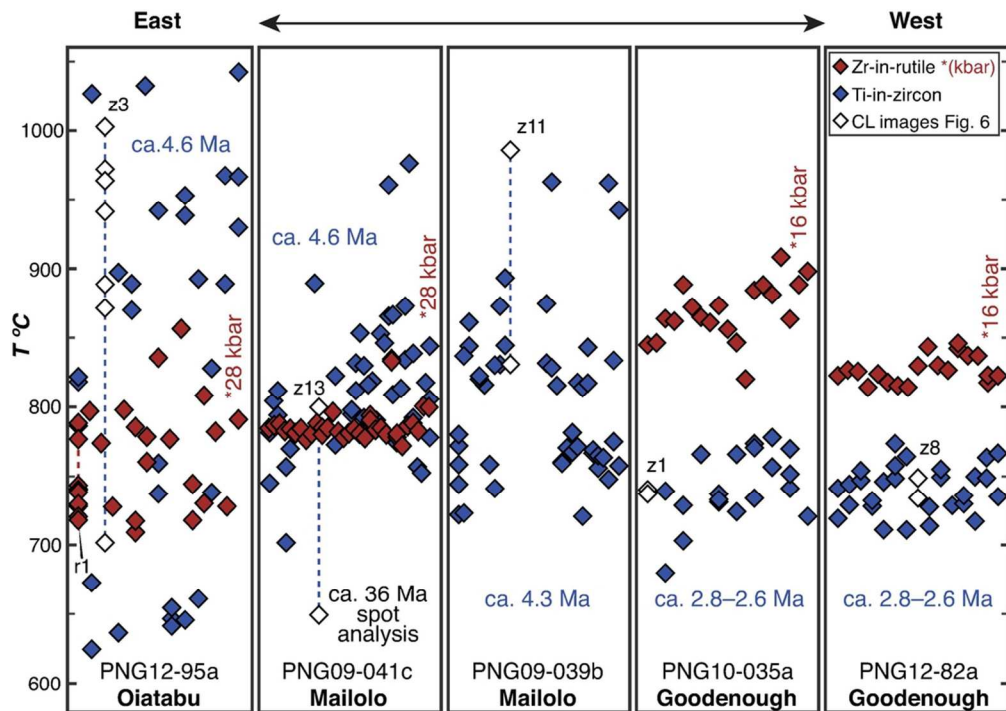 East
West
Zr-in-rutile *(kbar)
Ti-in-zircon
CL images Fig. 6
T °C
1000
900
800
700
600
z3
ca.4.6 Ma
*28 kbar
r1
PNG12-95a
Oiatabu
ca. 4.6 Ma
*28 kbar
z13
ca. 36 Ma
spot
analysis
PNG09-041c
Mailolo
z11
ca. 4.3 Ma
PNG09-039b
Mailolo
*16 kbar
z1
ca. 2.8–2.6 Ma
PNG10-035a
Goodenough
*16 kbar
z8
ca. 2.8–2.6 Ma
PNG12-82a
Goodenough